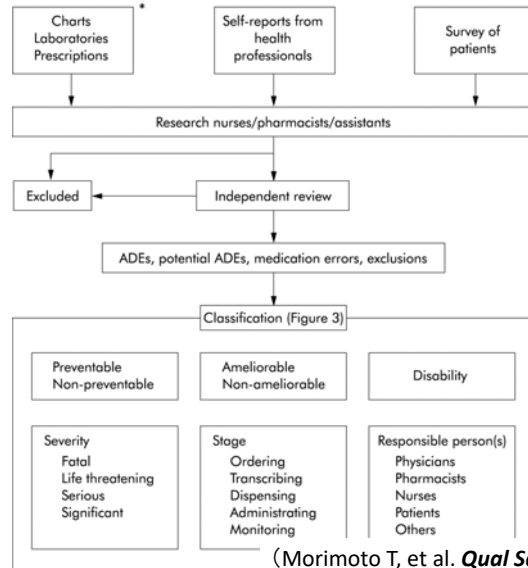 Charts
Laboratories
Prescriptions
*
Self-reports from
health
professionals
Survey of
patients
Research nurses/pharmacists/assistants
Excluded
Independent review
ADEs, potential ADEs, medication errors, exclusions
Classification (Figure 3)
Preventable
Non-preventable
Ameliorable
Non-ameliorable
Disability
Severity
Fatal
Life threatening
Serious
Significant
Stage
Ordering
Transcribing
Dispensing
Administrating
Monitoring
Responsible person(s)
Physicians
Pharmacists
Nurses
Patients
Others
（Morimoto T, et al. Qual